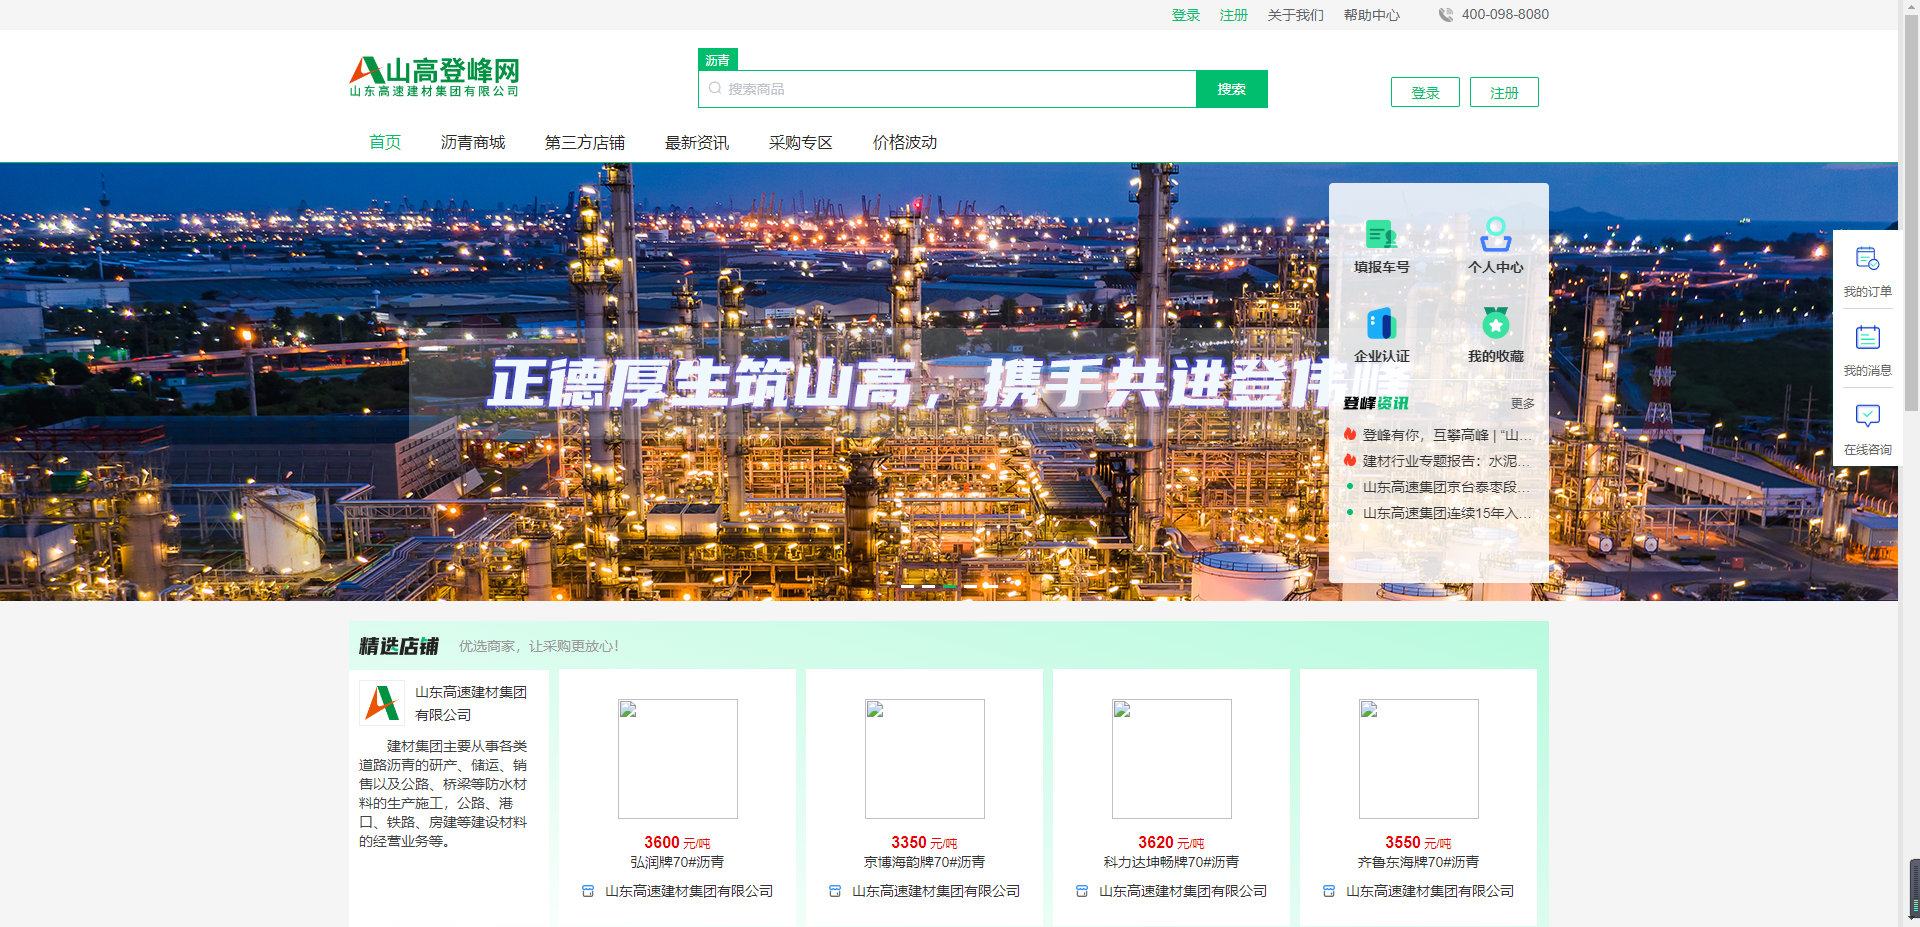 登录 注册 关于我们 帮助中心 400-098-8080
山高登峰网
山东高速建材集团有限公司
沥青
搜索商品 搜索
登录 注册
首页 沥青商城 第三方店铺 最新资讯 采购专区 价格波动
填报车号 个人中心
企业认证 我的收藏
正德厚生筑山高，携手共进登伟峰
登峰资讯 更多
登峰有你，互攀高峰 | “山...
建材行业专题报告：水泥...
山东高速集团京台泰枣段...
山东高速集团连续15年入...
我的订单
我的消息
在线咨询
精选店铺 优选商家，让采购更放心！
山东高速建材集团
有限公司
建材集团主要从事各类
道路沥青的研产、储运、销
售以及公路、桥梁等防水材
料的生产施工，公路、港
口、铁路、房建等建设材料
的经营业务等。
3600 元/吨
弘润牌70#沥青
山东高速建材集团有限公司
3350 元/吨
京博海韵牌70#沥青
山东高速建材集团有限公司
3620 元/吨
科力达坤畅牌70#沥青
山东高速建材集团有限公司
3550 元/吨
齐鲁东海牌70#沥青
山东高速建材集团有限公司